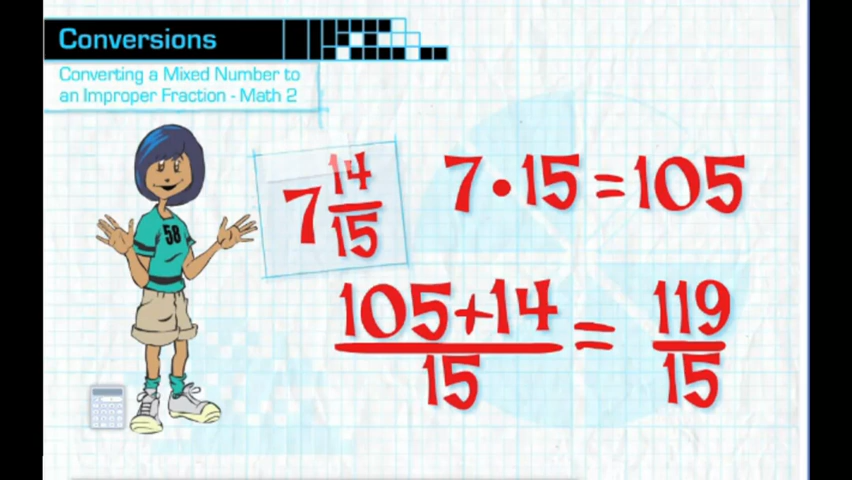 Conversions
Converting a Mixed Number to
an Improper Fraction - Math 2
58
7 14/15
7 • 15 = 105
105+14/15 = 119/15